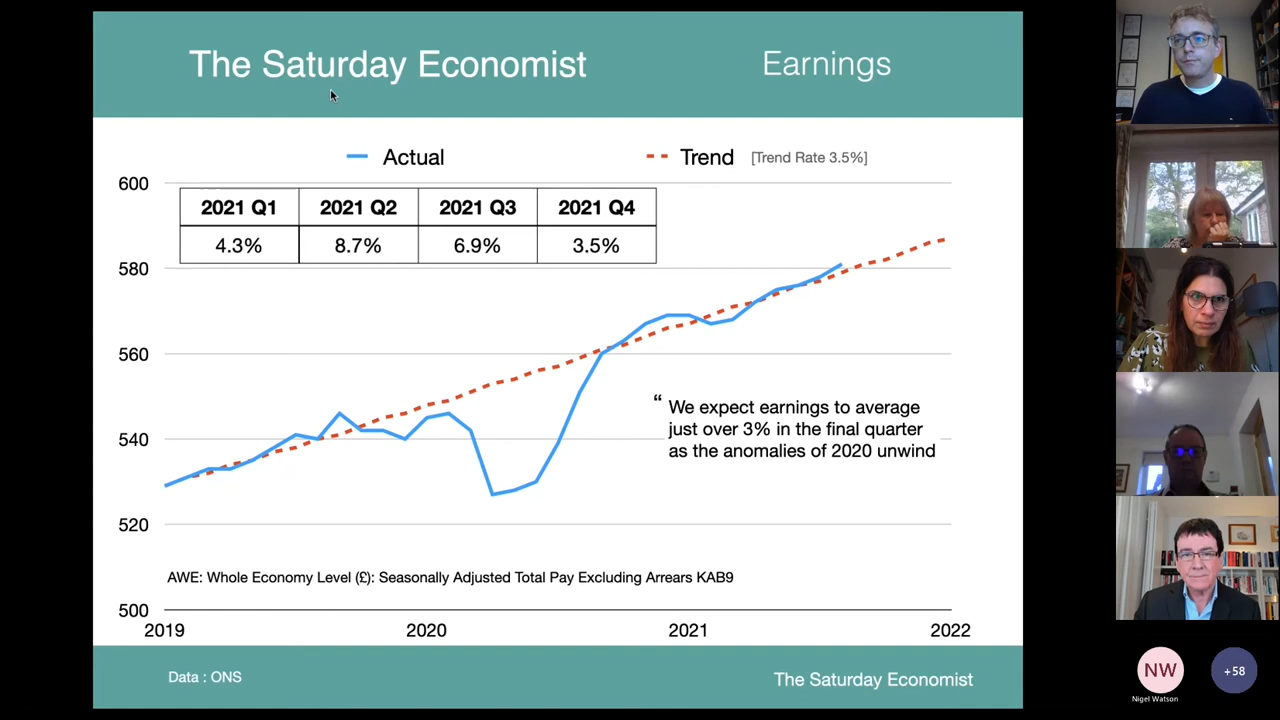 The Saturday Economist
Earnings
Actual
Trend [Trend Rate 3.5%]
600
2021 Q1 2021 Q2 2021 Q3 2021 Q4
4.3% 8.7% 6.9% 3.5%
580
560
“ We expect earnings to average
just over 3% in the final quarter
as the anomalies of 2020 unwind
540
520
AWE: Whole Economy Level (£): Seasonally Adjusted Total Pay Excluding Arrears KAB9
500
2019 2020 2021 2022
Data : ONS
The Saturday Economist
NW
Nigel Watson
+58